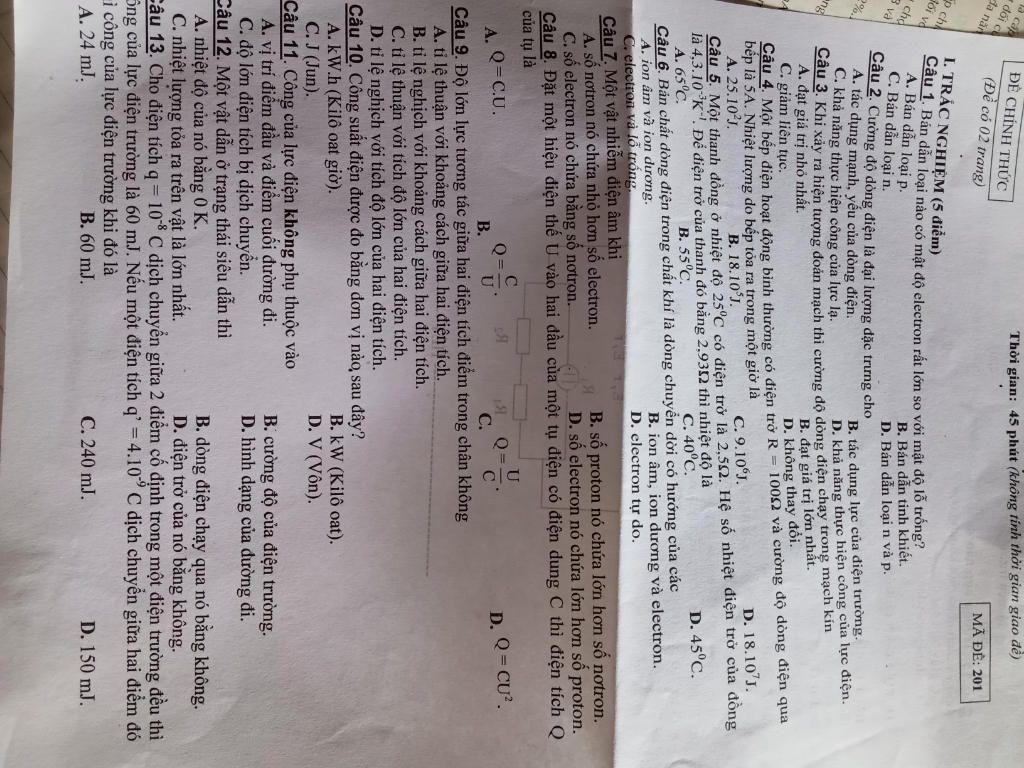 ĐỀ CHÍNH THỨC
(Đề có 02 trang)
Thời gian: 45 phút (không tính thời gian giao đề)
MÃ ĐỀ: 201
I. TRẮC NGHIỆM (5 điểm)
Câu 1. Bán dẫn loại nào có mật độ electron rất lớn so với mật độ lỗ trống?
A. Bán dẫn loại p. B. Bán dẫn tinh khiết.
C. Bán dẫn loại n. D. Bán dẫn loại n và p.
Câu 2. Cường độ dòng điện là đại lượng đặc trưng cho
A. tác dụng mạnh, yếu của dòng điện. B. tác dụng lực của điện trường.
C. khả năng thực hiện công của lực lạ. D. khả năng thực hiện công của lực điện.
Câu 3. Khi xảy ra hiện tượng đoản mạch thì cường độ dòng điện chạy trong mạch kín
A. đạt giá trị nhỏ nhất. B. đạt giá trị lớn nhất.
C. giảm liên tục. D. không thay đổi.
Câu 4. Một bếp điện hoạt động bình thường có điện trở R = 100Ω và cường độ dòng điện qua
bếp là 5A. Nhiệt lượng do bếp tỏa ra trong một giờ là
A. 25.10²J. B. 18.10⁵J. C. 9.10⁶J. D. 18.10⁷J.
Câu 5. Một thanh đồng ở nhiệt độ 25⁰C có điện trở là 2,5Ω. Hệ số nhiệt điện trở của đồng
là 4,3.10⁻³K⁻¹. Để điện trở của thanh đó bằng 2,93Ω thì nhiệt độ là
A. 65⁰C. B. 55⁰C. C. 40⁰C. D. 45⁰C.
Câu 6. Bản chất dòng điện trong chất khí là dòng chuyển dời có hướng của các
A. ion âm và ion dương. B. ion âm, ion dương và electron.
C. electron và lỗ trống. D. electron tự do.
Câu 7. Một vật nhiễm điện âm khi
A. số nơtron nó chứa nhỏ hơn số electron. B. số proton nó chứa lớn hơn số nơtron.
C. số electron nó chứa bằng số nơtron. D. số electron nó chứa lớn hơn số proton.
Câu 8. Đặt một hiệu điện thế U vào hai đầu của một tụ điện có điện dung C thì điện tích Q
của tụ là
A. Q = C.U . B. Q = C/U . C. Q = U/C . D. Q = CU² .
Câu 9. Độ lớn lực tương tác giữa hai điện tích điểm trong chân không
A. tỉ lệ thuận với khoảng cách giữa hai điện tích.
B. tỉ lệ nghịch với khoảng cách giữa hai điện tích.
C. tỉ lệ thuận với tích độ lớn của hai điện tích.
D. tỉ lệ nghịch với tích độ lớn của hai điện tích.
Câu 10. Công suất điện được đo bằng đơn vị nào sau đây?
A. kW.h (Kilô oat giờ). B. kW (Kilô oat).
C. J (Jun). D. V (Vôn).
Câu 11. Công của lực điện không phụ thuộc vào
A. vị trí điểm đầu và điểm cuối đường đi. B. cường độ của điện trường.
C. độ lớn điện tích bị dịch chuyển. D. hình dạng của đường đi.
Câu 12. Một vật dẫn ở trạng thái siêu dẫn thì
A. nhiệt độ của nó bằng 0 K. B. dòng điện chạy qua nó bằng không.
C. nhiệt lượng tỏa ra trên vật là lớn nhất. D. điện trở của nó bằng không.
Câu 13. Cho điện tích q = 10⁻⁸ C dịch chuyển giữa 2 điểm cố định trong một điện trường đều thì
ông của lực điện trường là 60 mJ. Nếu một điện tích q' = 4.10⁻⁹ C dịch chuyển giữa hai điểm đó
ì công của lực điện trường khi đó là
A. 24 mJ. B. 60 mJ. C. 240 mJ. D. 150 mJ.